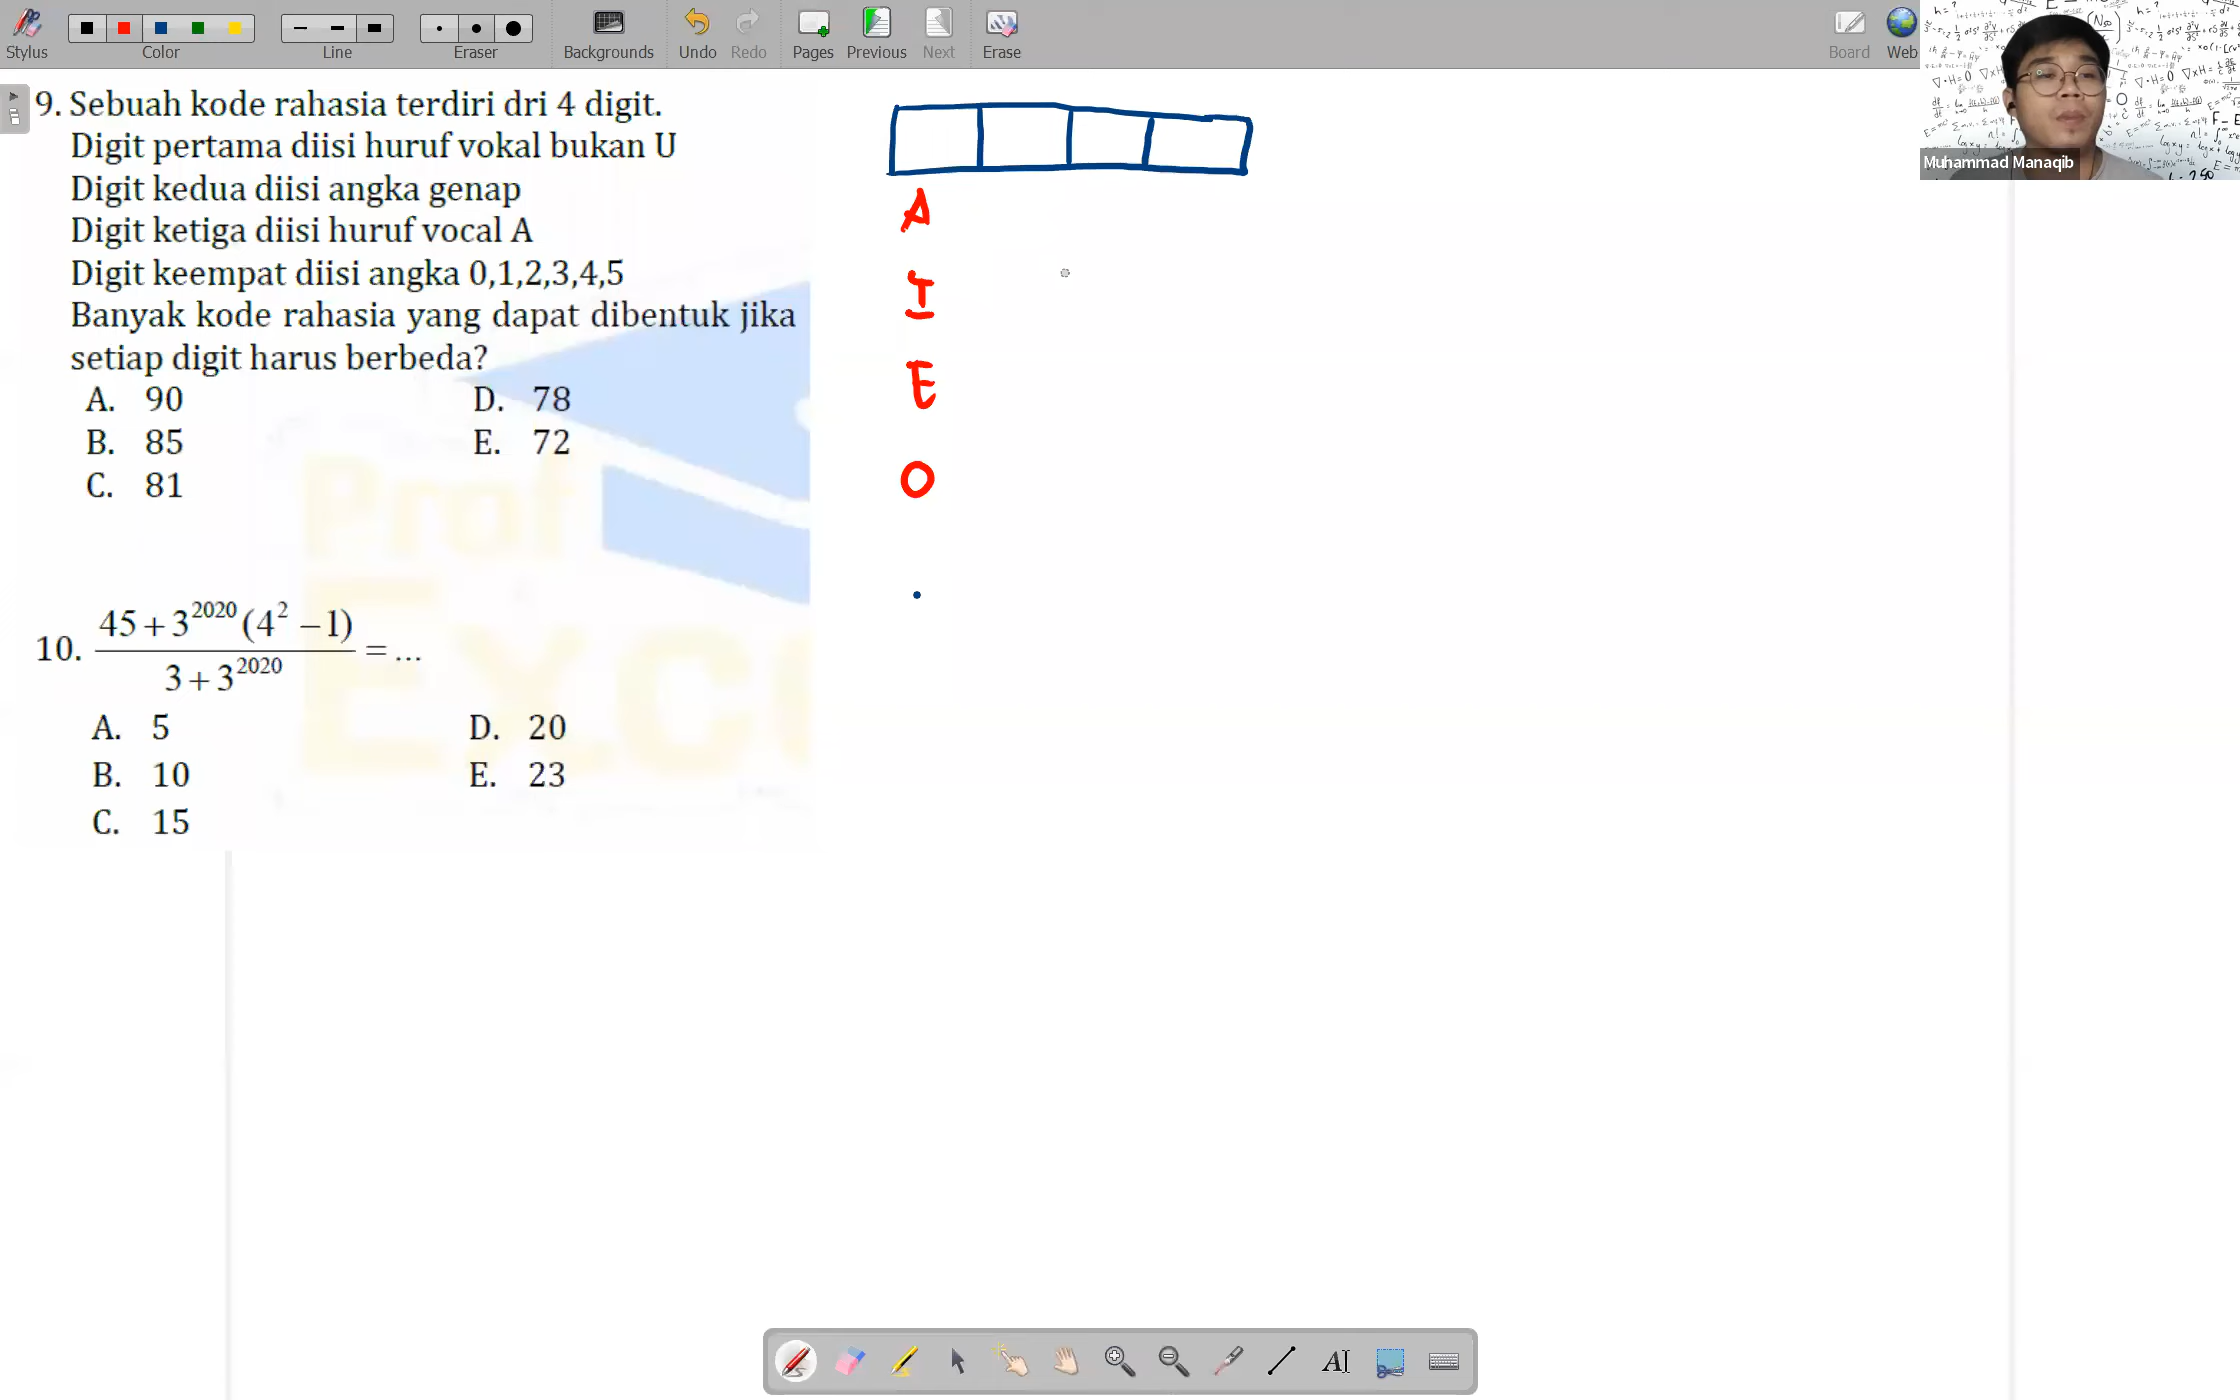 Stylus
Color
Line
Eraser
Backgrounds
Undo
Redo
Pages
Previous
Next
Erase
Board
Web
Muhammad Manaqib
9. Sebuah kode rahasia terdiri dri 4 digit.
Digit pertama diisi huruf vokal bukan U
Digit kedua diisi angka genap
Digit ketiga diisi huruf vocal A
Digit keempat diisi angka 0,1,2,3,4,5
Banyak kode rahasia yang dapat dibentuk jika
setiap digit harus berbeda?
A. 90 D. 78
B. 85 E. 72
C. 81
A
I
E
O
Prof
10. \frac{45+3^{2020}(4^2-1)}{3+3^{2020}} = ...
A. 5 D. 20
B. 10 E. 23
C. 15